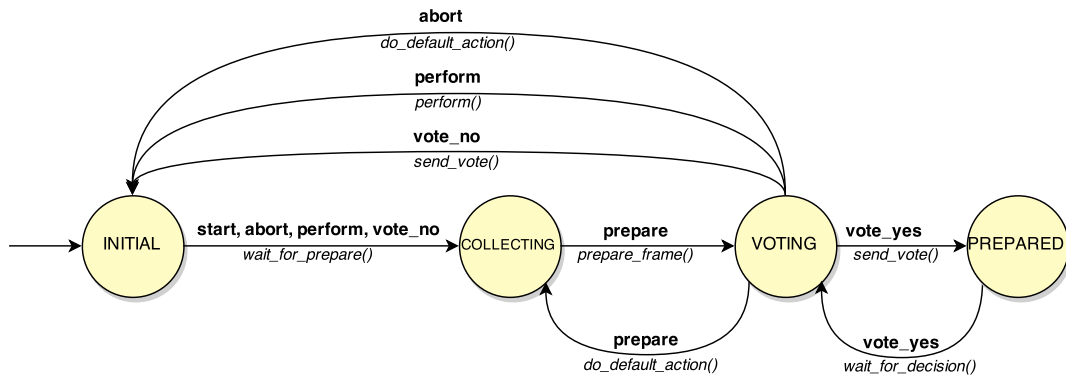 abort
do_default_action()
perform
perform()
vote_no
send_vote()
INITIAL
start, abort, perform, vote_no
wait_for_prepare()
COLLECTING
prepare
prepare_frame()
VOTING
vote_yes
send_vote()
PREPARED
prepare
do_default_action()
vote_yes
wait_for_decision()